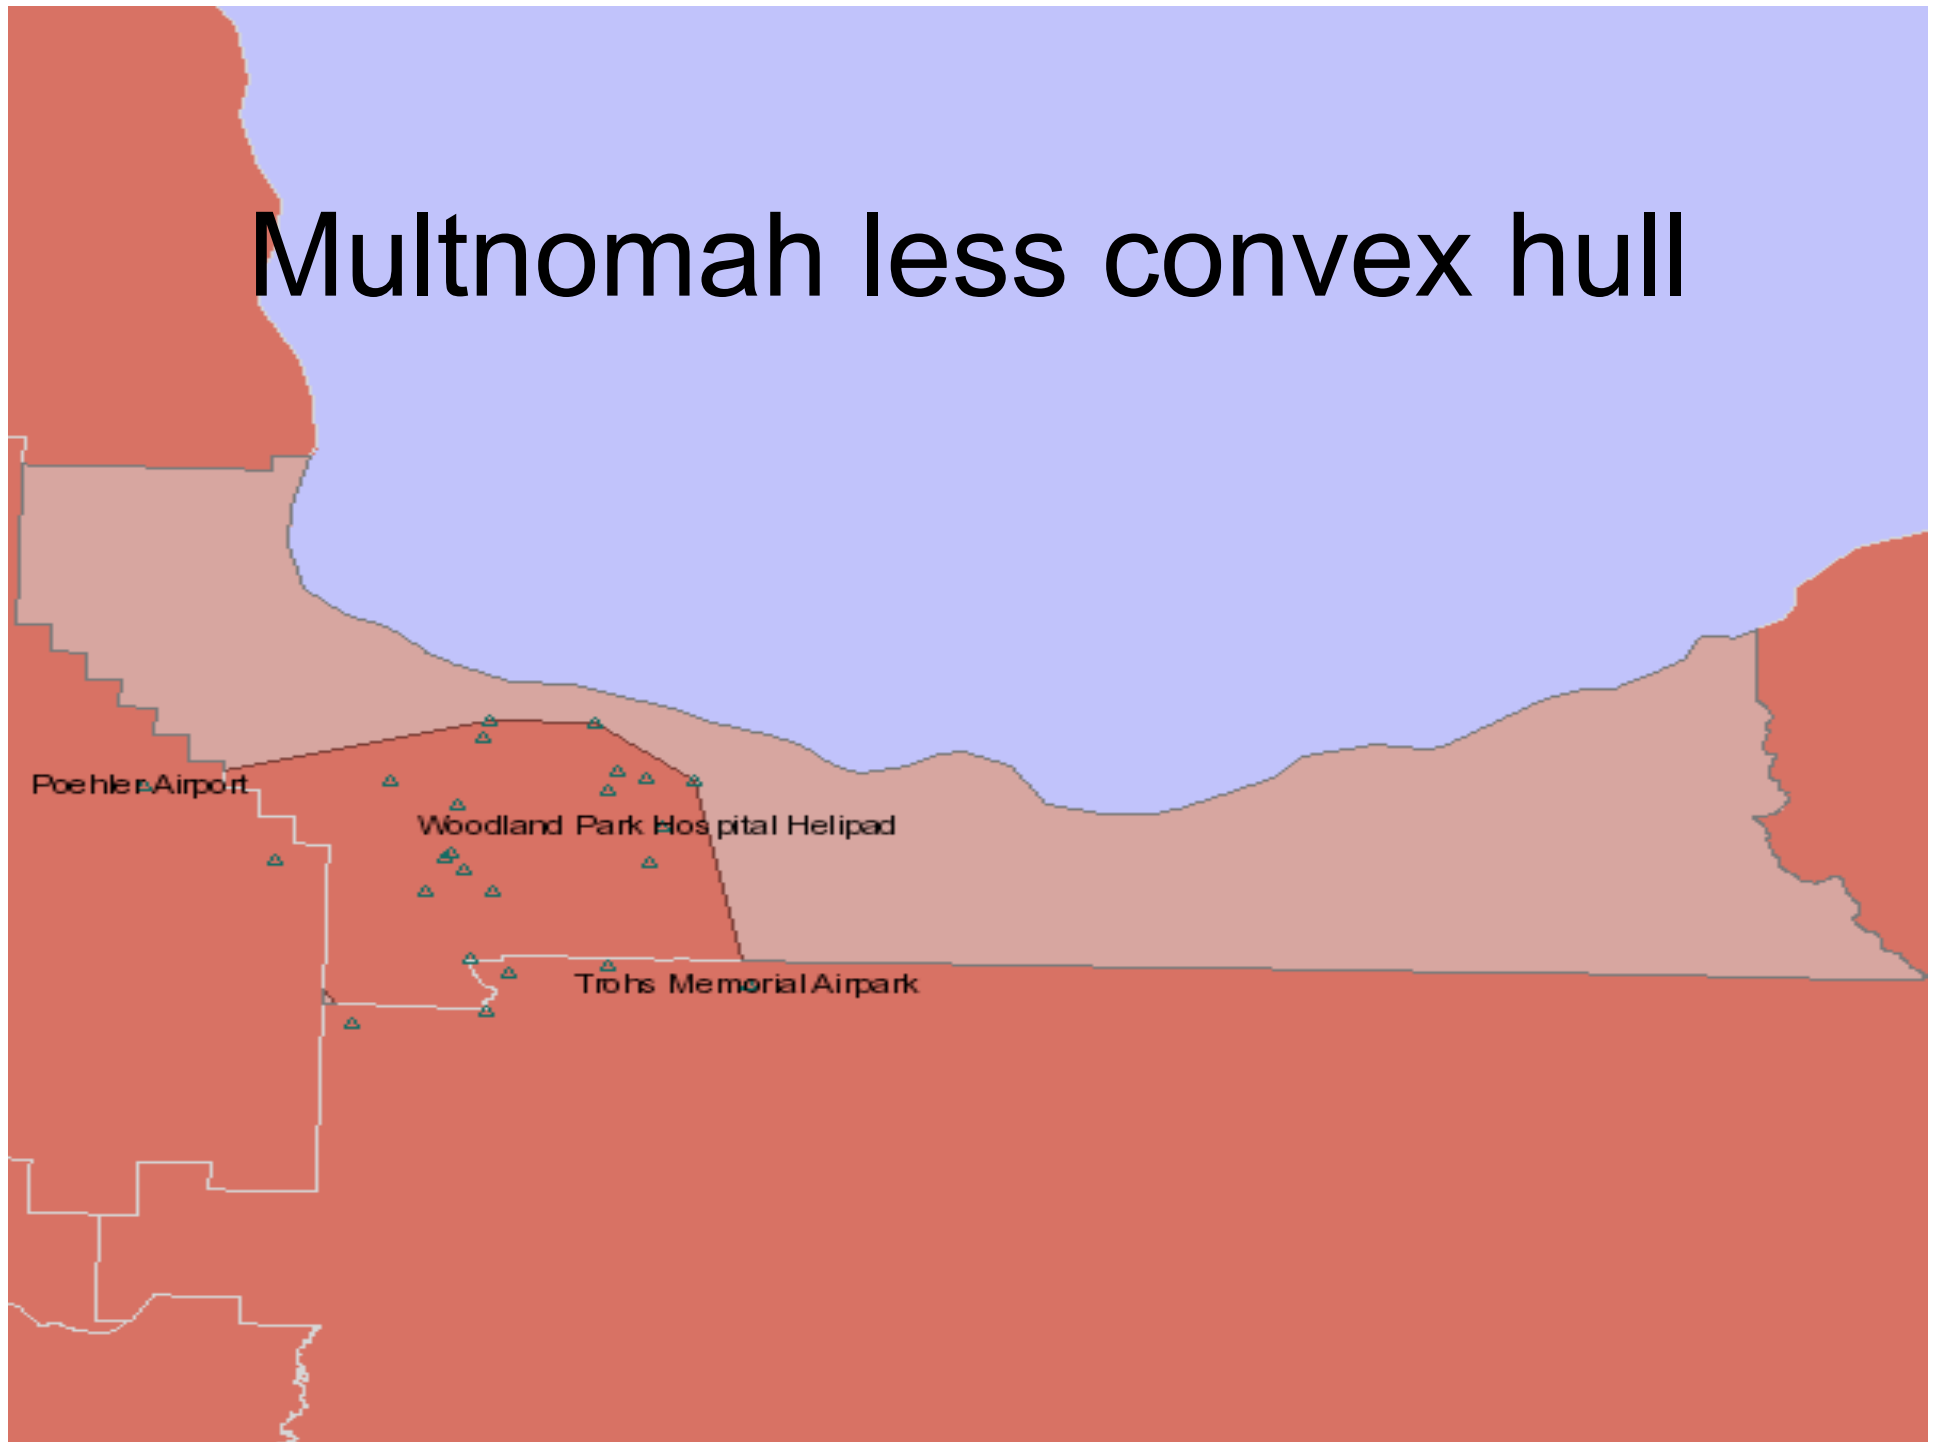 Multnomah less convex hull
Poehler Airport
Woodland Park Hospital Helipad
Trohs Memorial Airpark